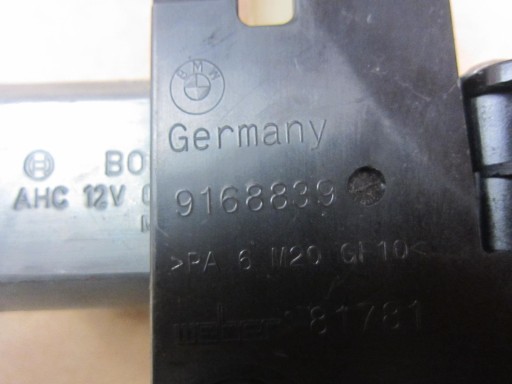 BMW
Germany
BO
AHC 12V
9168839
>PA 6 M20 GF10<
81781